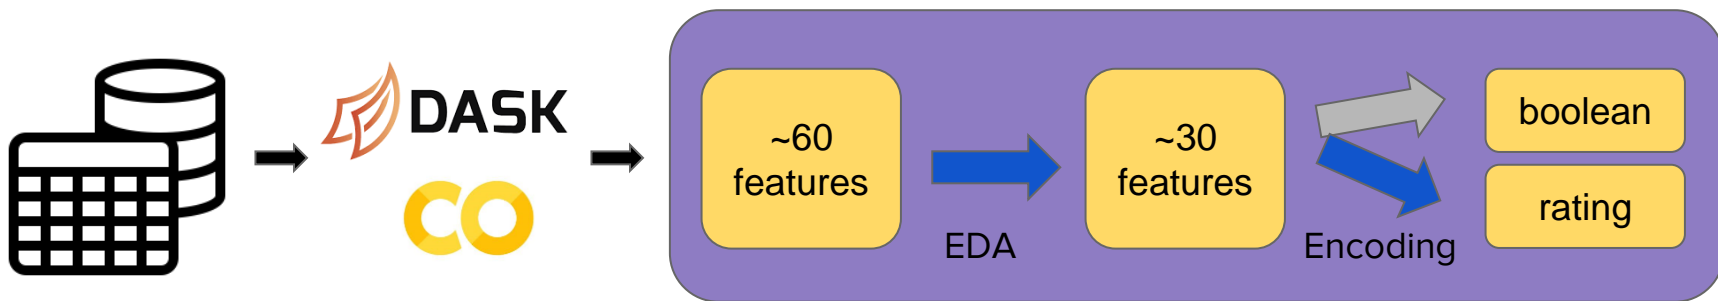 DASK
CO
~60
features
EDA
~30
features
Encoding
boolean
rating